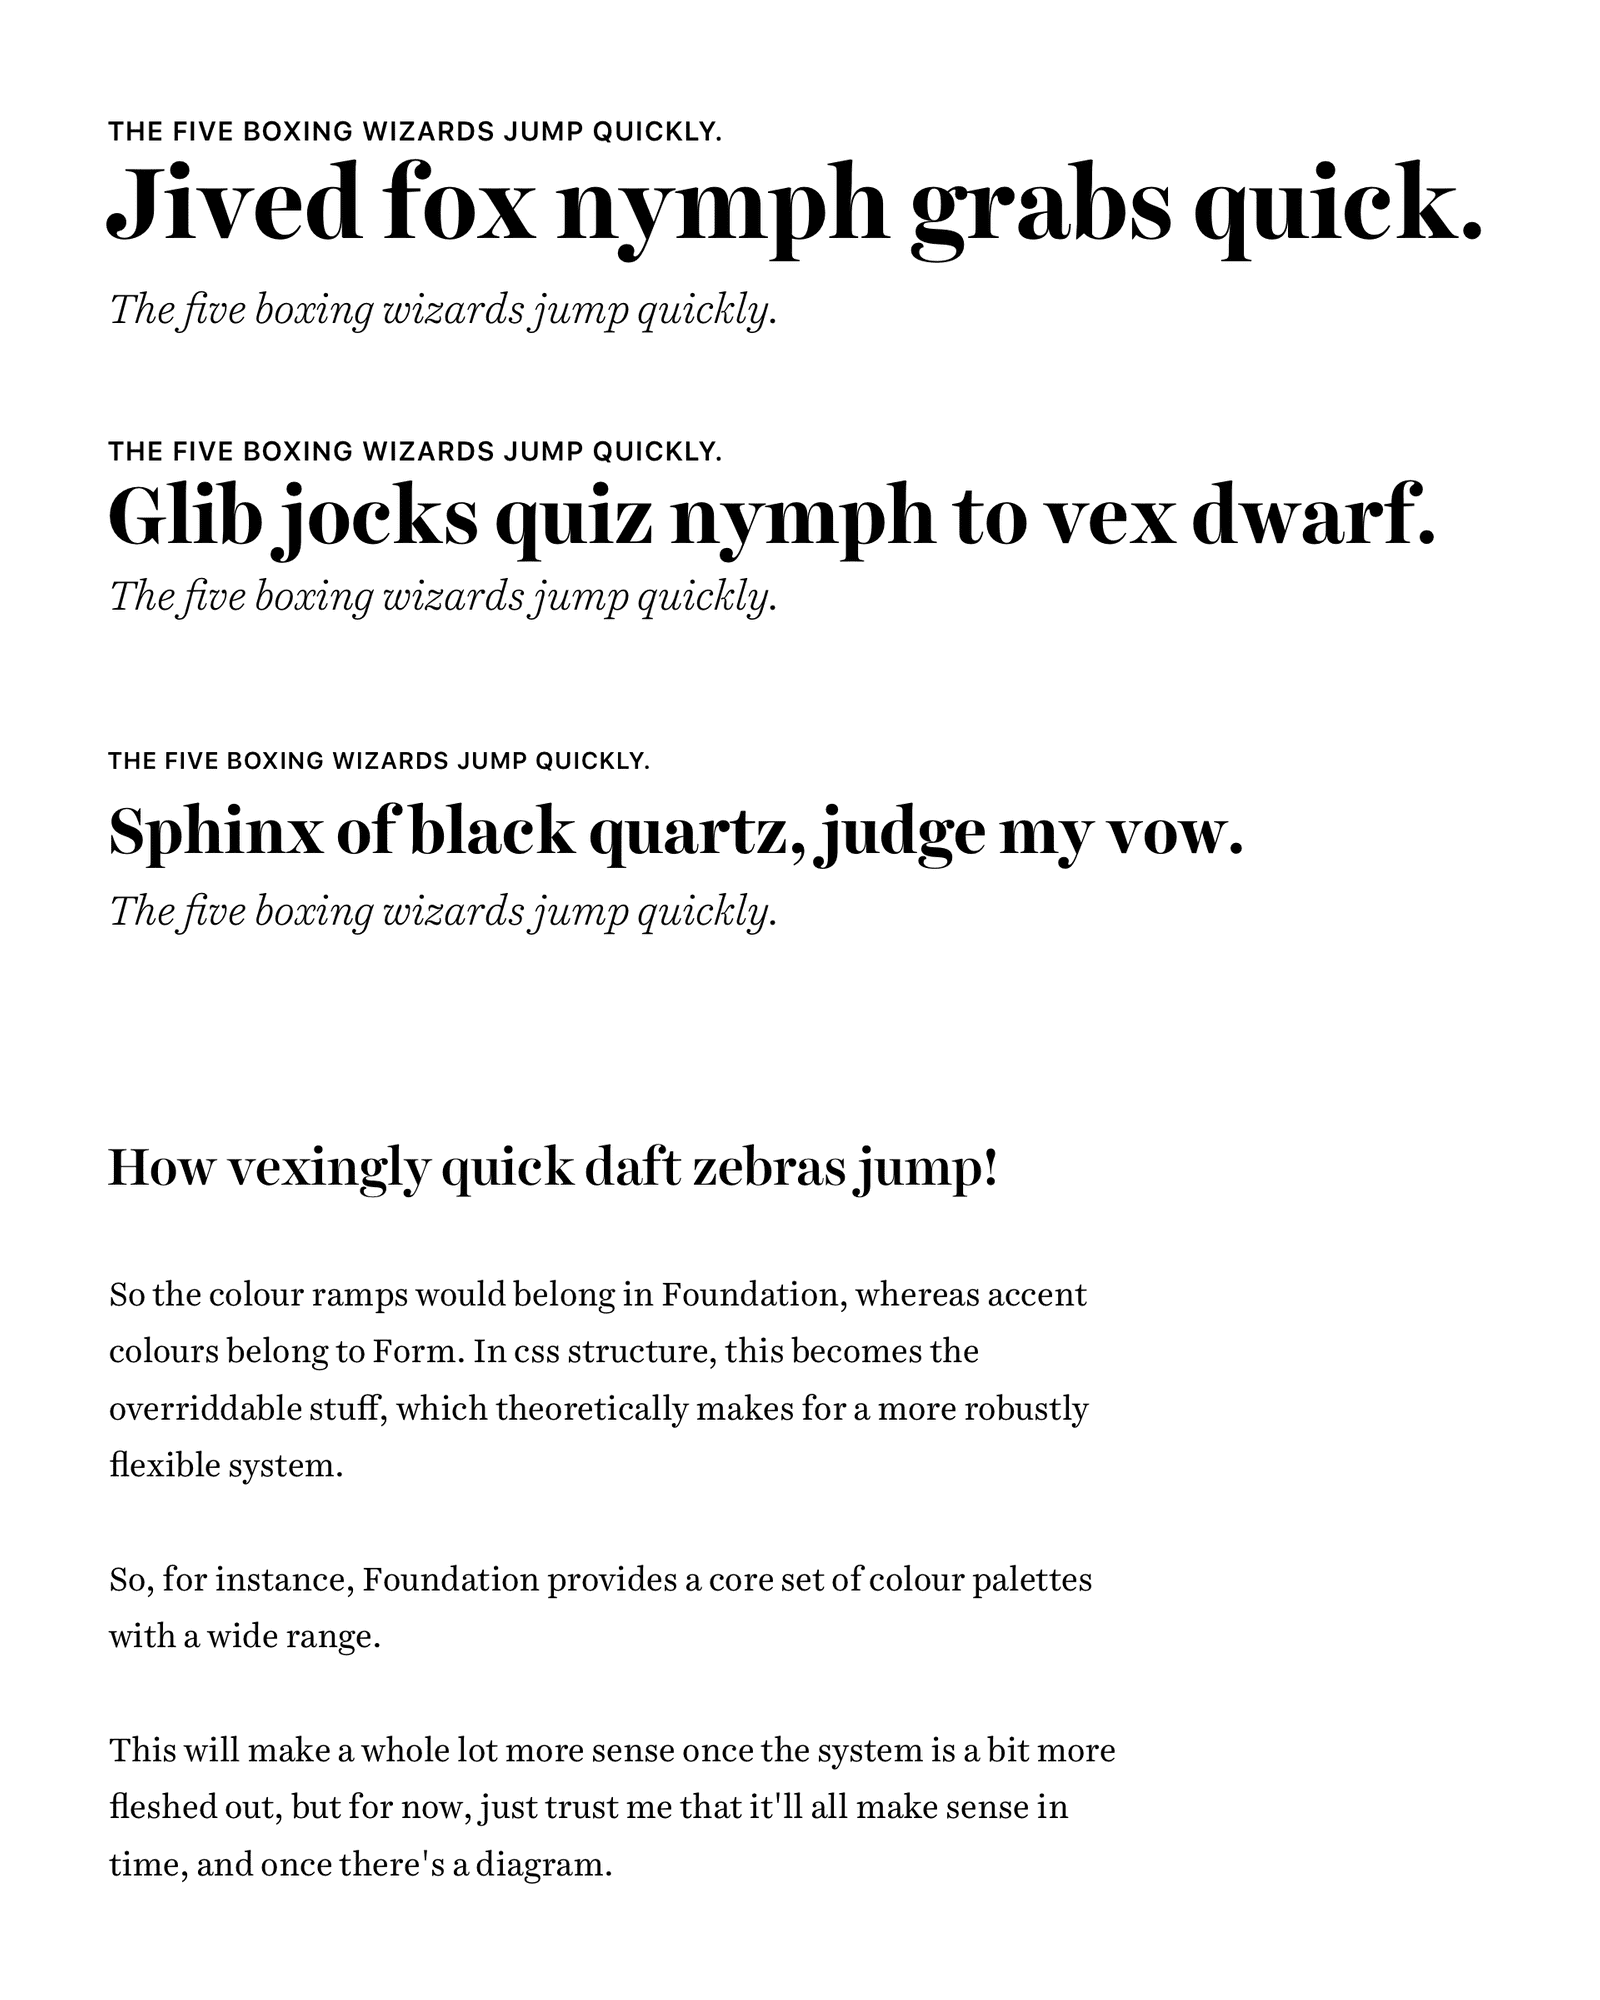 THE FIVE BOXING WIZARDS JUMP QUICKLY.
Jived fox nymph grabs quick.
The five boxing wizards jump quickly.
THE FIVE BOXING WIZARDS JUMP QUICKLY.
Glib jocks quiz nymph to vex dwarf.
The five boxing wizards jump quickly.
THE FIVE BOXING WIZARDS JUMP QUICKLY.
Sphinx of black quartz, judge my vow.
The five boxing wizards jump quickly.
How vexingly quick daft zebras jump!
So the colour ramps would belong in Foundation, whereas accent
colours belong to Form. In css structure, this becomes the
overriddable stuff, which theoretically makes for a more robustly
flexible system.
So, for instance, Foundation provides a core set of colour palettes
with a wide range.
This will make a whole lot more sense once the system is a bit more
fleshed out, but for now, just trust me that it'll all make sense in
time, and once there's a diagram.